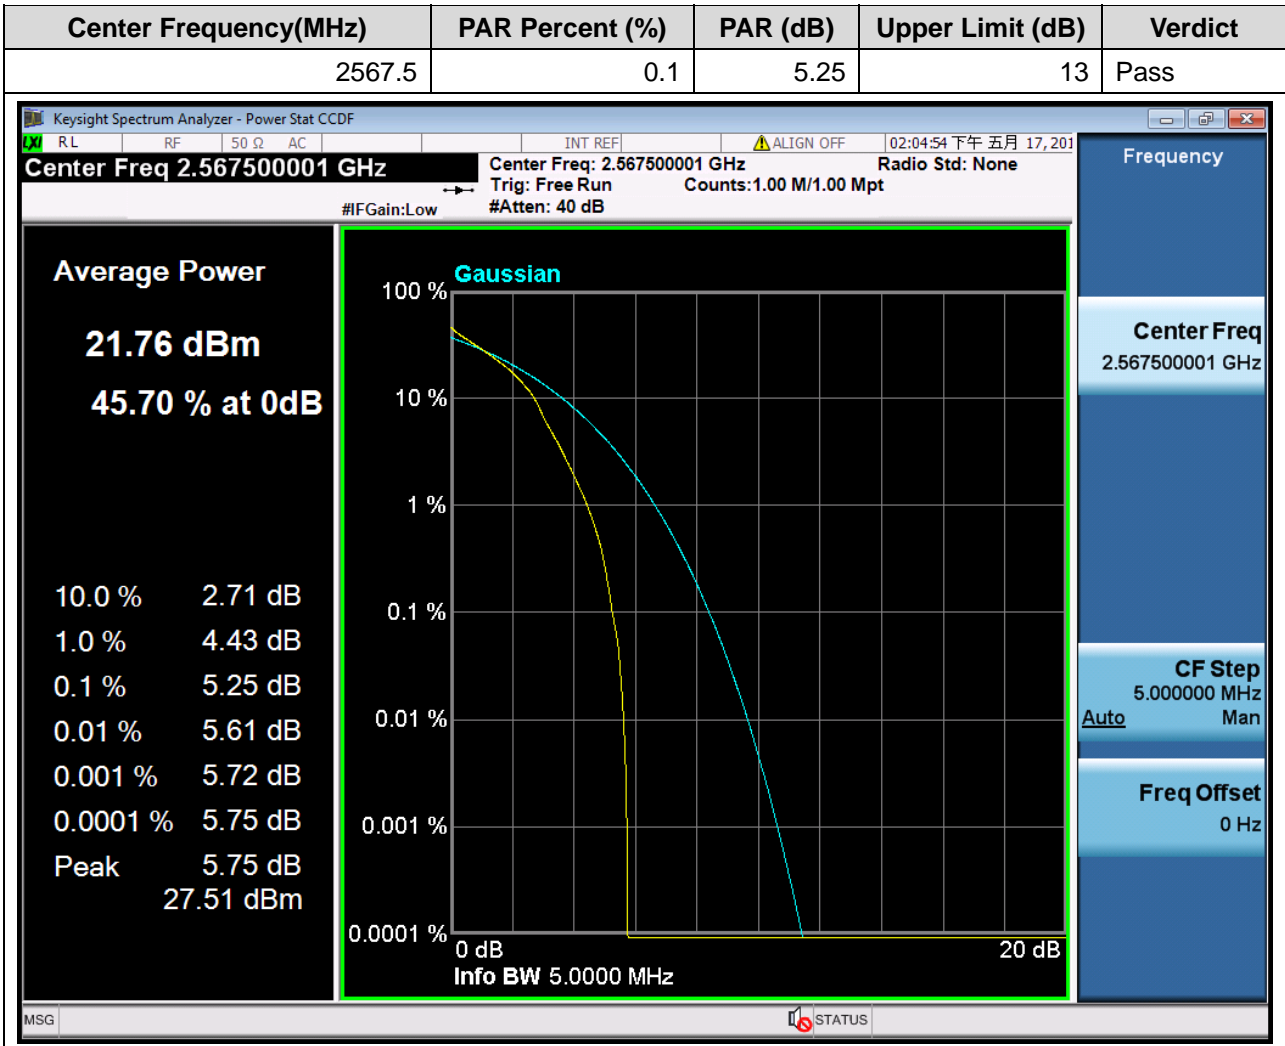 Center Frequency(MHz) PAR Percent (%) PAR (dB) Upper Limit (dB) Verdict
2567.5 0.1 5.25 13 Pass
Keysight Spectrum Analyzer - Power Stat CCDF
LXI RL RF 50 Ω AC INT REF ALIGN OFF 02:04:54 下午 五月 17, 201
Center Freq 2.567500001 GHz
Center Freq: 2.567500001 GHz Radio Std: None
Trig: Free Run Counts:1.00 M/1.00 Mpt
#IFGain:Low #Atten: 40 dB
Average Power
21.76 dBm
45.70 % at 0dB
10.0 % 2.71 dB
1.0 % 4.43 dB
0.1 % 5.25 dB
0.01 % 5.61 dB
0.001 % 5.72 dB
0.0001 % 5.75 dB
Peak 5.75 dB
27.51 dBm
Gaussian
100 %
10 %
1 %
0.1 %
0.01 %
0.001 %
0.0001 %
0 dB 20 dB
Info BW 5.0000 MHz
Frequency
Center Freq
2.567500001 GHz
CF Step
5.000000 MHz
Auto Man
Freq Offset
0 Hz
MSG STATUS